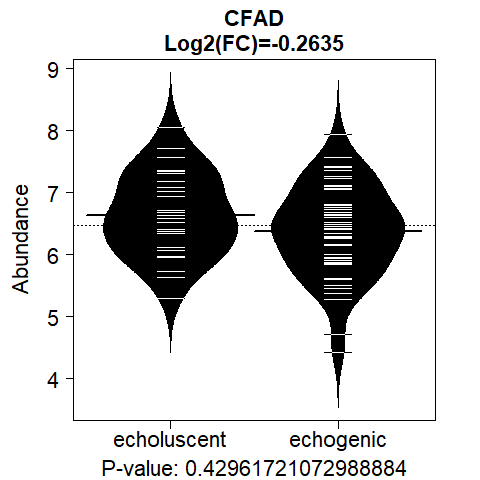 CFAD
Log2(FC)=-0.2635
Abundance
9
8
7
6
5
4
echoluscent
echogenic
P-value: 0.42961721072988884